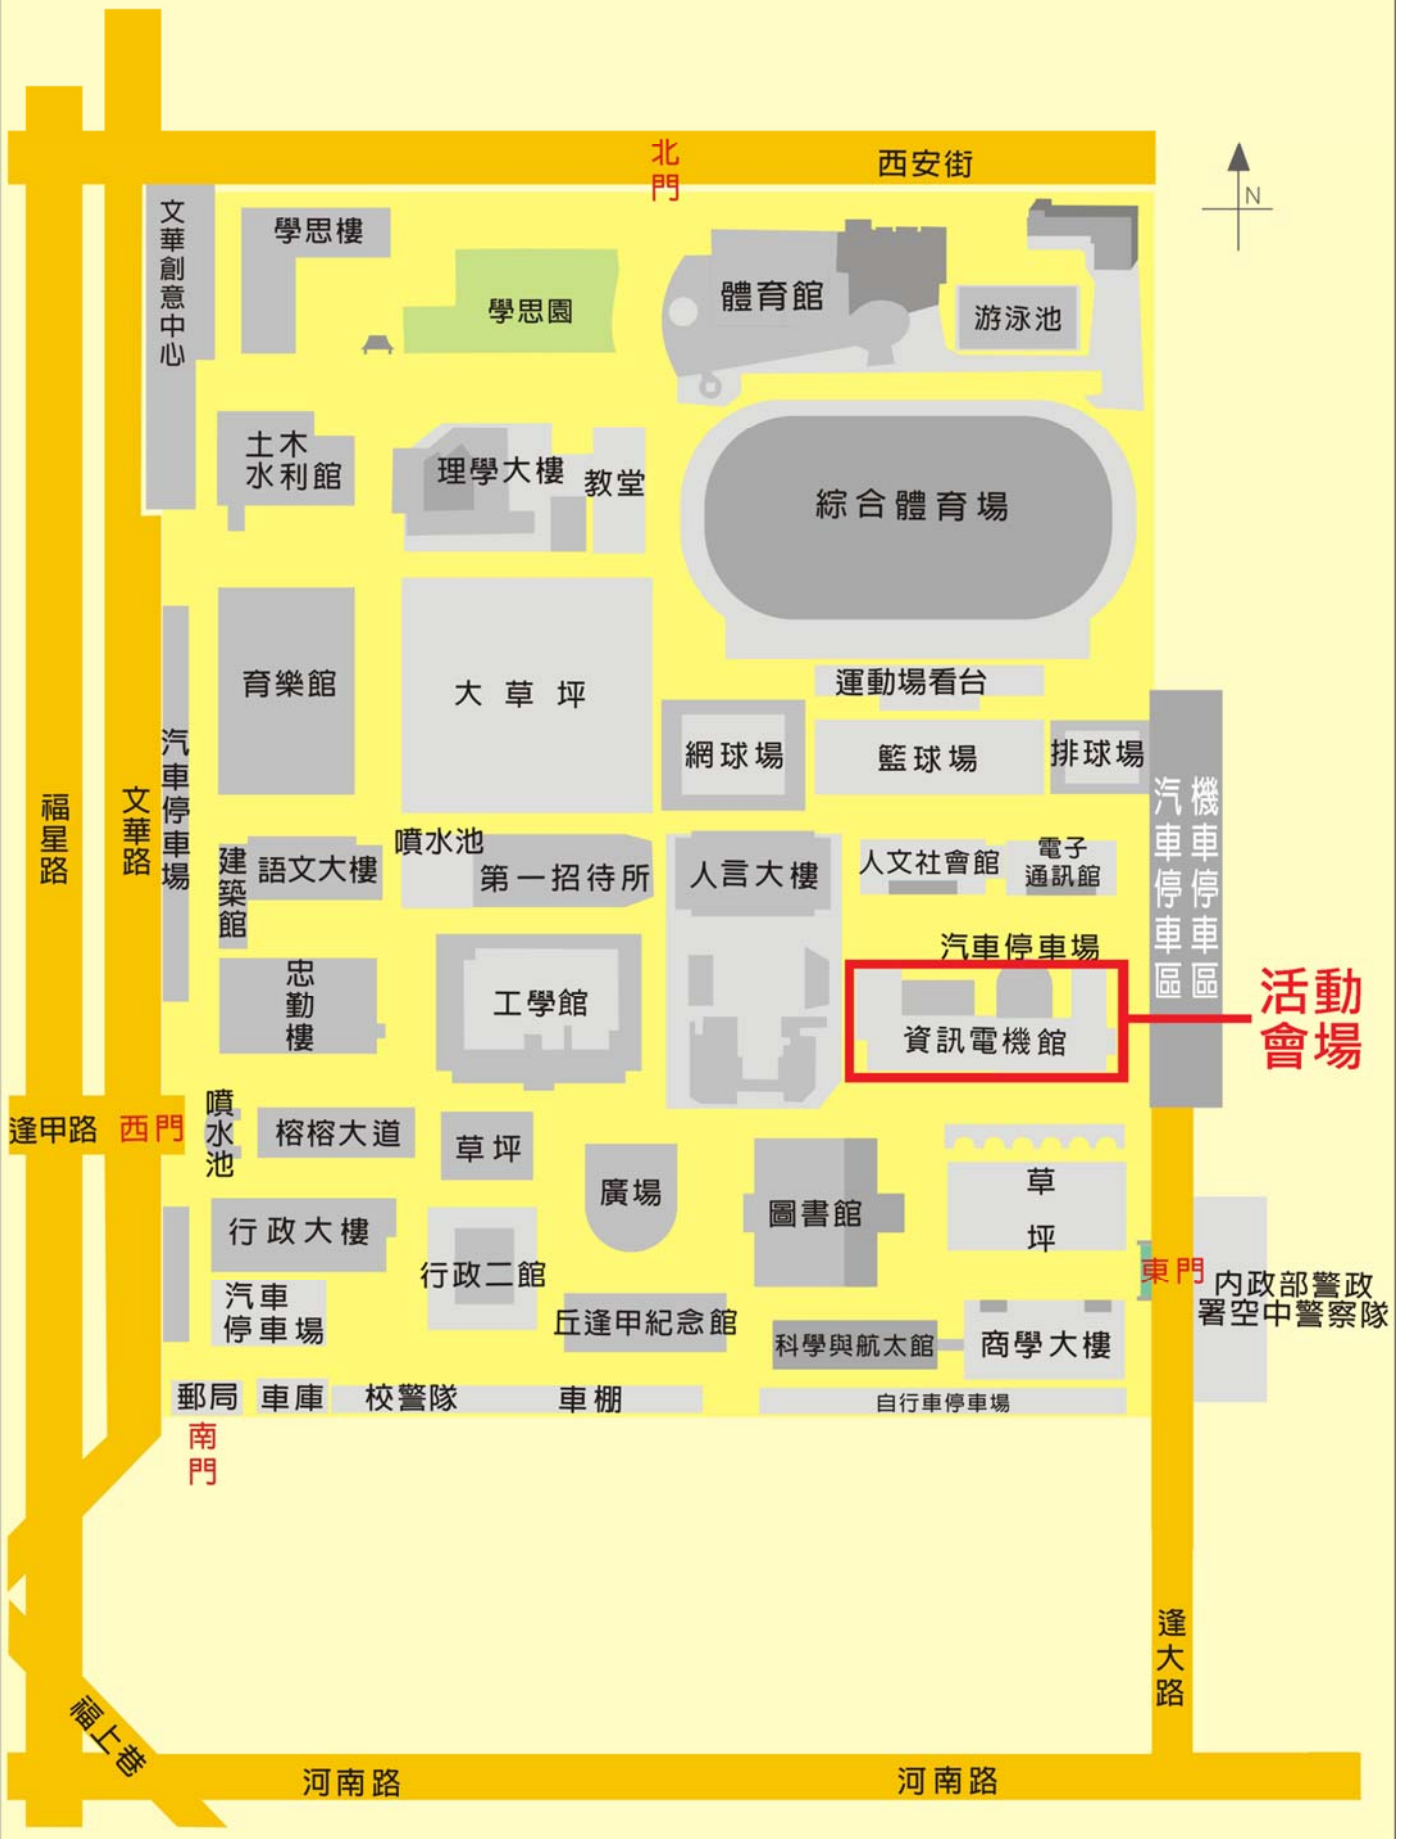 北門
西安街
N
文華創意中心
學思樓
學思園
體育館
游泳池
土木
水利館
理學大樓
教堂
綜合體育場
育樂館
大草坪
運動場看台
網球場
籃球場
排球場
汽車停車場
福星路
文華路
汽車停車區
機車停車區
建築館
語文大樓
噴水池
第一招待所
人言大樓
人文社會館
電子
通訊館
汽車停車場
忠勤樓
工學館
資訊電機館
活動
會場
逢甲路
西門
噴水池
榕榕大道
草坪
廣場
圖書館
草
坪
行政大樓
行政二館
東門
內政部警政
署空中警察隊
汽車
停車場
丘逢甲紀念館
科學與航太館
商學大樓
郵局
車庫
校警隊
車棚
自行車停車場
南門
逢大路
福上巷
河南路
河南路